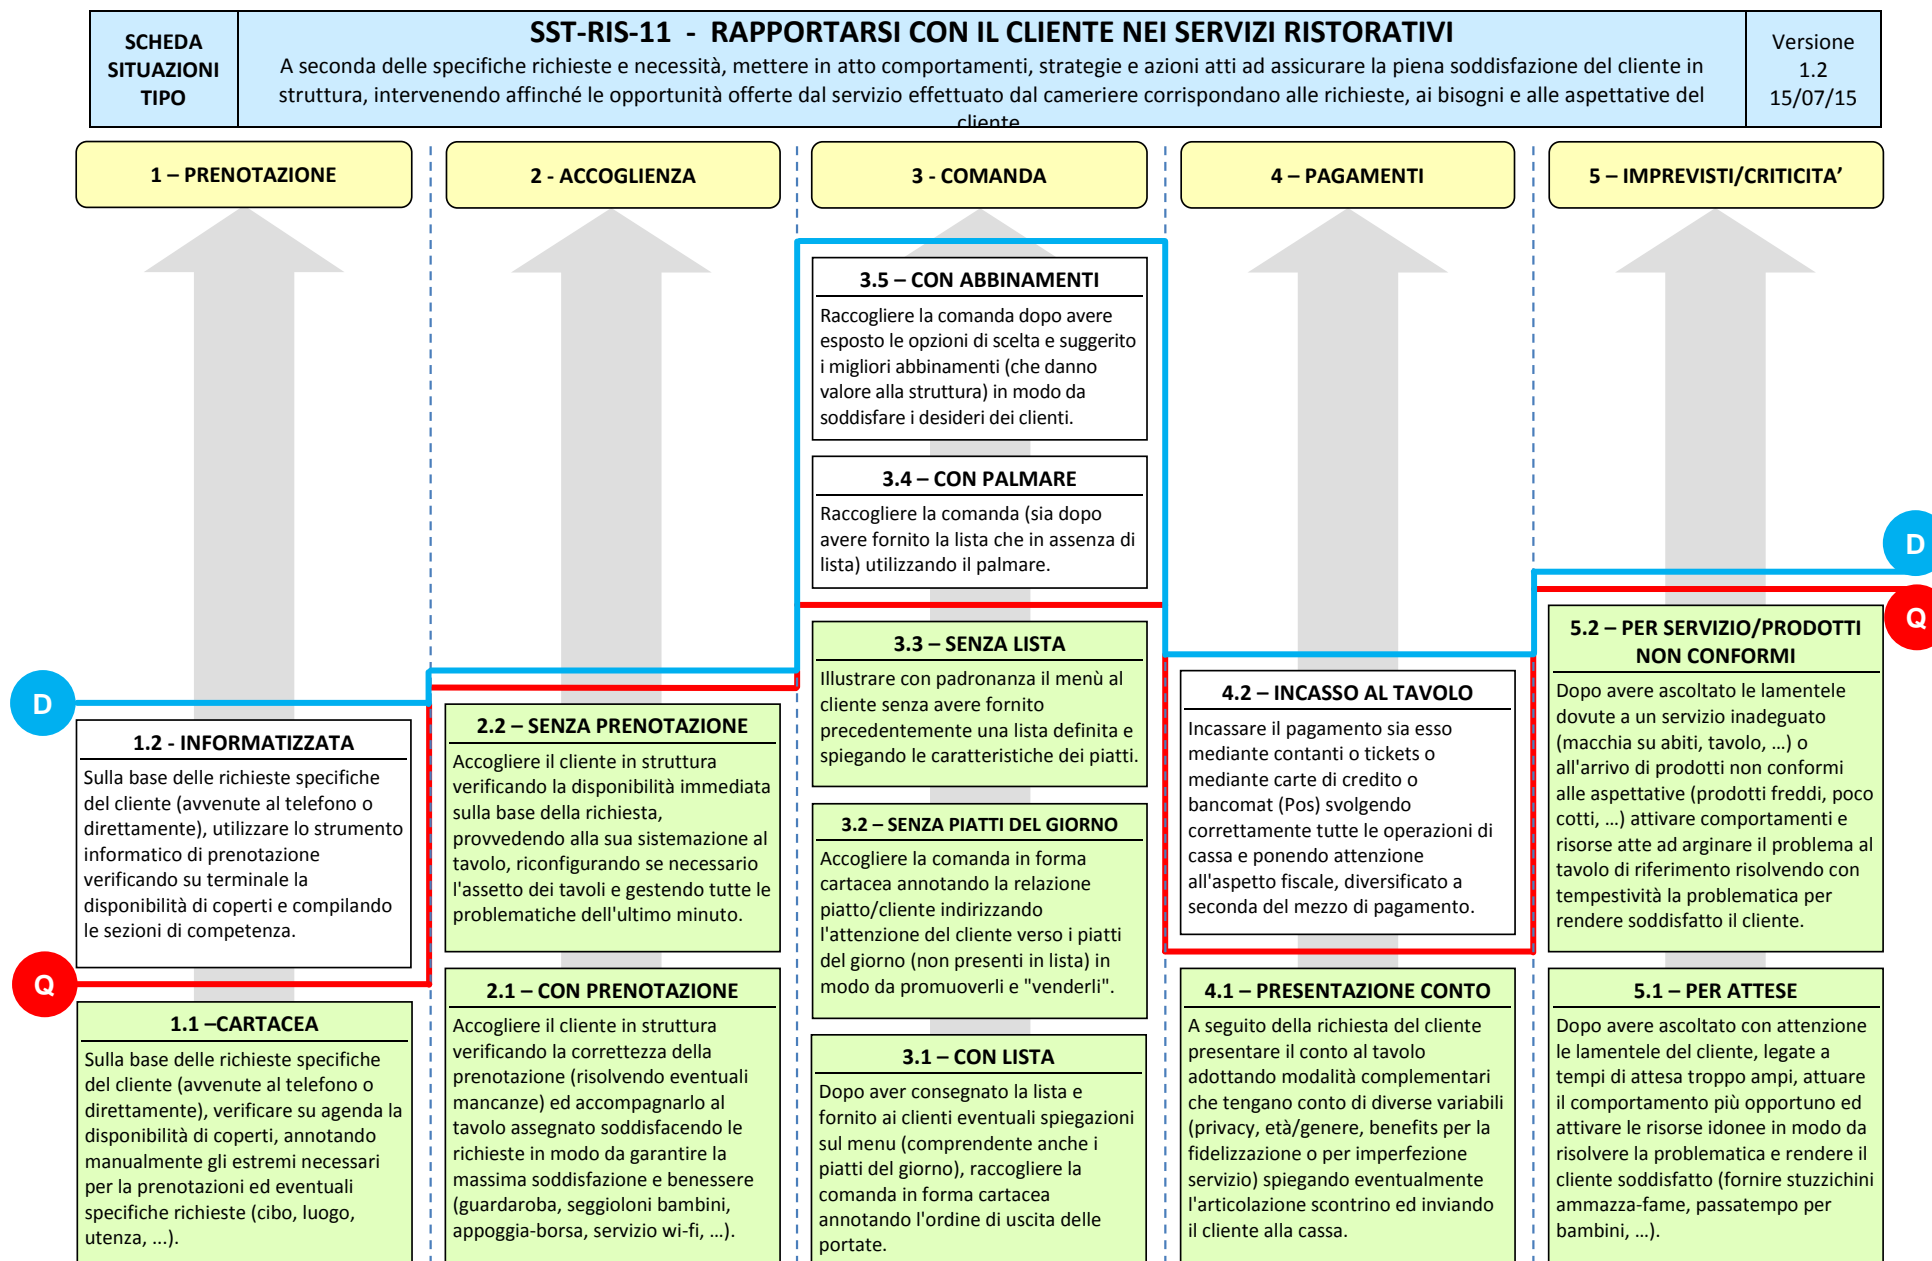 SCHEDA
SITUAZIONI
TIPO
SST-RIS-11 - RAPPORTARSI CON IL CLIENTE NEI SERVIZI RISTORATIVI
A seconda delle specifiche richieste e necessità, mettere in atto comportamenti, strategie e azioni atti ad assicurare la piena soddisfazione del cliente in
struttura, intervenendo affinché le opportunità offerte dal servizio effettuato dal cameriere corrispondano alle richieste, ai bisogni e alle aspettative del
cliente
Versione
1.2
15/07/15
1 – PRENOTAZIONE
2 - ACCOGLIENZA
3 - COMANDA
4 – PAGAMENTI
5 – IMPREVISTI/CRITICITA’
D
1.2 - INFORMATIZZATA
Sulla base delle richieste specifiche
del cliente (avvenute al telefono o
direttamente), utilizzare lo strumento
informatico di prenotazione
verificando su terminale la
disponibilità di coperti e compilando
le sezioni di competenza.
Q
1.1 –CARTACEA
Sulla base delle richieste specifiche
del cliente (avvenute al telefono o
direttamente), verificare su agenda la
disponibilità di coperti, annotando
manualmente gli estremi necessari
per la prenotazioni ed eventuali
specifiche richieste (cibo, luogo,
utenza, ...).
2.2 – SENZA PRENOTAZIONE
Accogliere il cliente in struttura
verificando la disponibilità immediata
sulla base della richiesta,
provvedendo alla sua sistemazione al
tavolo, riconfigurando se necessario
l'assetto dei tavoli e gestendo tutte le
problematiche dell'ultimo minuto.
2.1 – CON PRENOTAZIONE
Accogliere il cliente in struttura
verificando la correttezza della
prenotazione (risolvendo eventuali
mancanze) ed accompagnarlo al
tavolo assegnato soddisfacendo le
richieste in modo da garantire la
massima soddisfazione e benessere
(guardaroba, seggioloni bambini,
appoggia-borsa, servizio wi-fi, …).
3.5 – CON ABBINAMENTI
Raccogliere la comanda dopo avere
esposto le opzioni di scelta e suggerito
i migliori abbinamenti (che danno
valore alla struttura) in modo da
soddisfare i desideri dei clienti.
3.4 – CON PALMARE
Raccogliere la comanda (sia dopo
avere fornito la lista che in assenza di
lista) utilizzando il palmare.
3.3 – SENZA LISTA
Illustrare con padronanza il menù al
cliente senza avere fornito
precedentemente una lista definita e
spiegando le caratteristiche dei piatti.
3.2 – SENZA PIATTI DEL GIORNO
Accogliere la comanda in forma
cartacea annotando la relazione
piatto/cliente indirizzando
l'attenzione del cliente verso i piatti
del giorno (non presenti in lista) in
modo da promuoverli e "venderli".
3.1 – CON LISTA
Dopo aver consegnato la lista e
fornito ai clienti eventuali spiegazioni
sul menu (comprendente anche i
piatti del giorno), raccogliere la
comanda in forma cartacea
annotando l'ordine di uscita delle
portate.
4.2 – INCASSO AL TAVOLO
Incassare il pagamento sia esso
mediante contanti o tickets o
mediante carte di credito o
bancomat (Pos) svolgendo
correttamente tutte le operazioni di
cassa e ponendo attenzione
all'aspetto fiscale, diversificato a
seconda del mezzo di pagamento.
4.1 – PRESENTAZIONE CONTO
A seguito della richiesta del cliente
presentare il conto al tavolo
adottando modalità complementari
che tengano conto di diverse variabili
(privacy, età/genere, benefits per la
fidelizzazione o per imperfezione
servizio) spiegando eventualmente
l'articolazione scontrino ed inviando
il cliente alla cassa.
D
Q
5.2 – PER SERVIZIO/PRODOTTI
NON CONFORMI
Dopo avere ascoltato le lamentele
dovute a un servizio inadeguato
(macchia su abiti, tavolo, …) o
all'arrivo di prodotti non conformi
alle aspettative (prodotti freddi, poco
cotti, …) attivare comportamenti e
risorse atte ad arginare il problema al
tavolo di riferimento risolvendo con
tempestività la problematica per
rendere soddisfatto il cliente.
5.1 – PER ATTESE
Dopo avere ascoltato con attenzione
le lamentele del cliente, legate a
tempi di attesa troppo ampi, attuare
il comportamento più opportuno ed
attivare le risorse idonee in modo da
risolvere la problematica e rendere il
cliente soddisfatto (fornire stuzzichini
ammazza-fame, passatempo per
bambini, …).